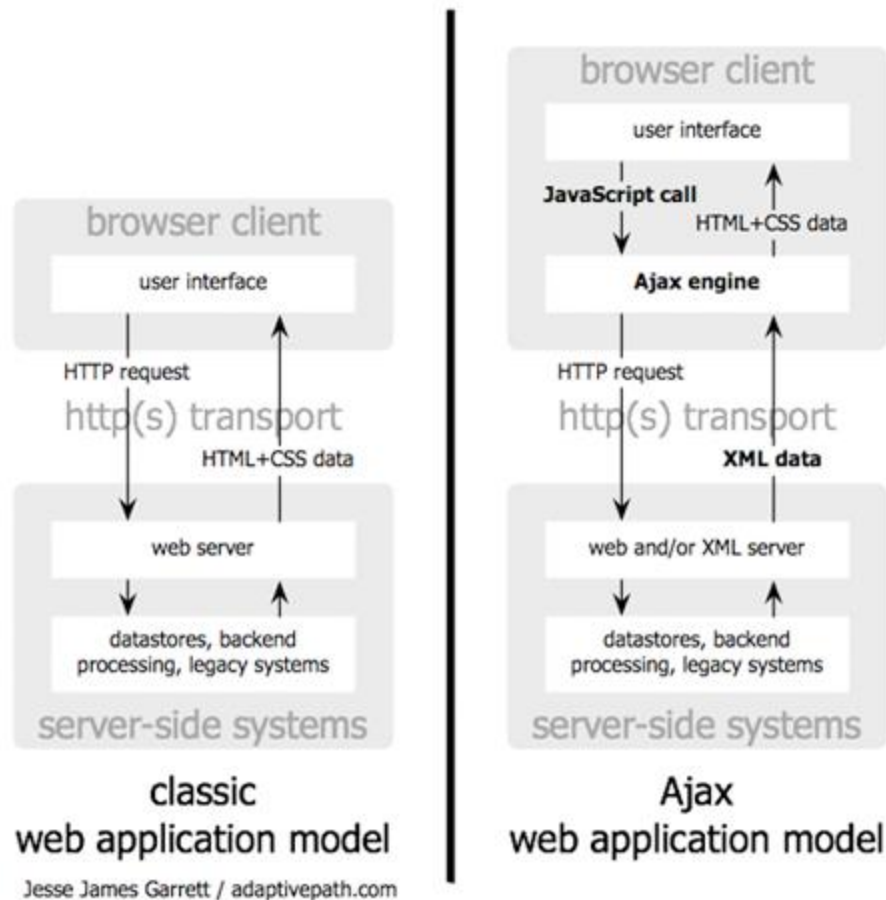 browser client
user interface
HTTP request
http(s) transport
HTML+CSS data
web server
datastores, backend
processing, legacy systems
server-side systems
classic
web application model
Jesse James Garrett / adaptivepath.com
browser client
user interface
JavaScript call
HTML+CSS data
Ajax engine
HTTP request
http(s) transport
XML data
web and/or XML server
datastores, backend
processing, legacy systems
server-side systems
Ajax
web application model